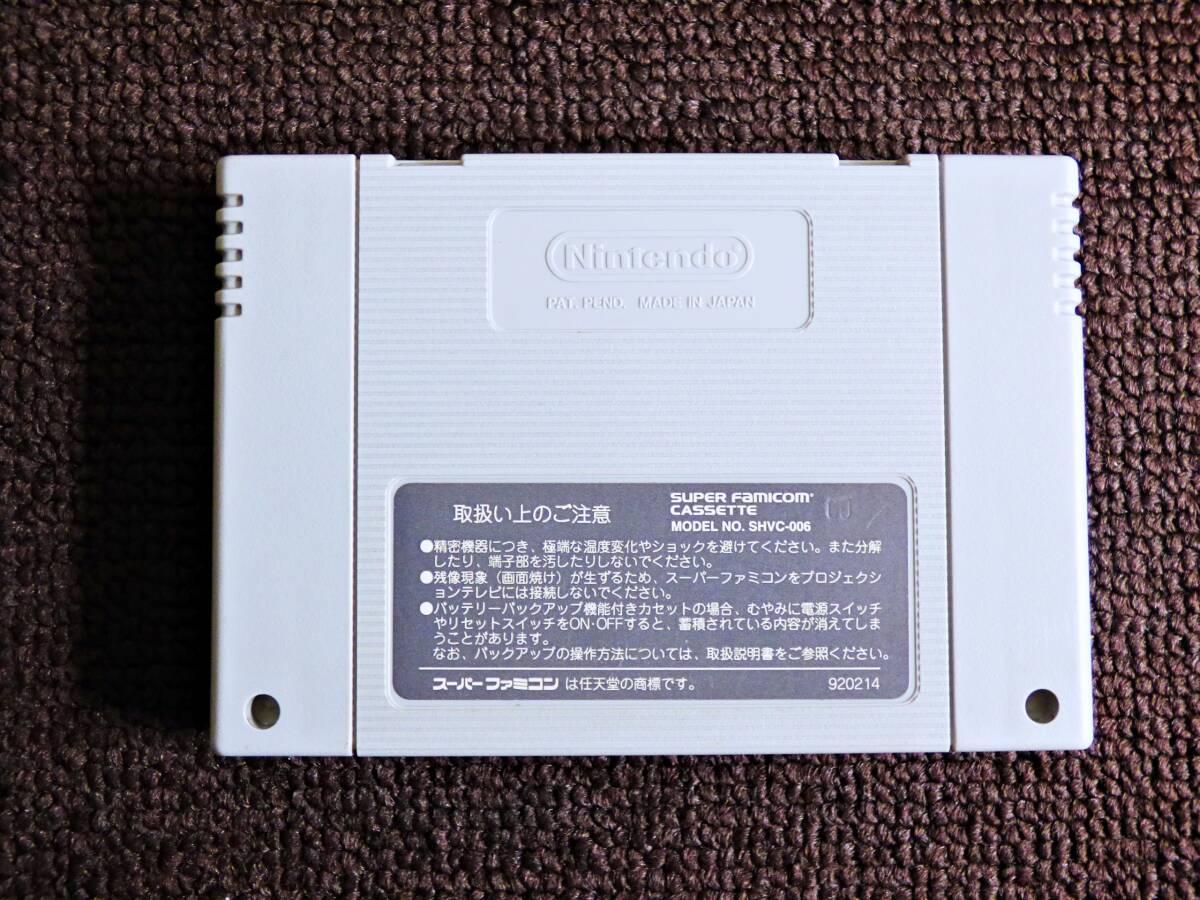 Nintendo
PAT. PEND. MADE IN JAPAN
取扱い上のご注意
SUPER FAMICOM
CASSETTE
MODEL NO. SHVC-006
●精密機器につき、極端な温度変化やショックを避けてください。また分解
したり、端子部を汚したりしないでください。
●残像現象（画面焼け）が生ずるため、スーパーファミコンをプロジェクシ
ョンテレビには接続しないでください。
●バッテリーバックアップ機能付きカセットの場合、むやみに電源スイッチ
やリセットスイッチをON・OFFすると、蓄積されている内容が消えてしま
うことがあります。
なお、バックアップの操作方法については、取扱説明書をご参照ください。
スーパーファミコン は任天堂の商標です。 920214